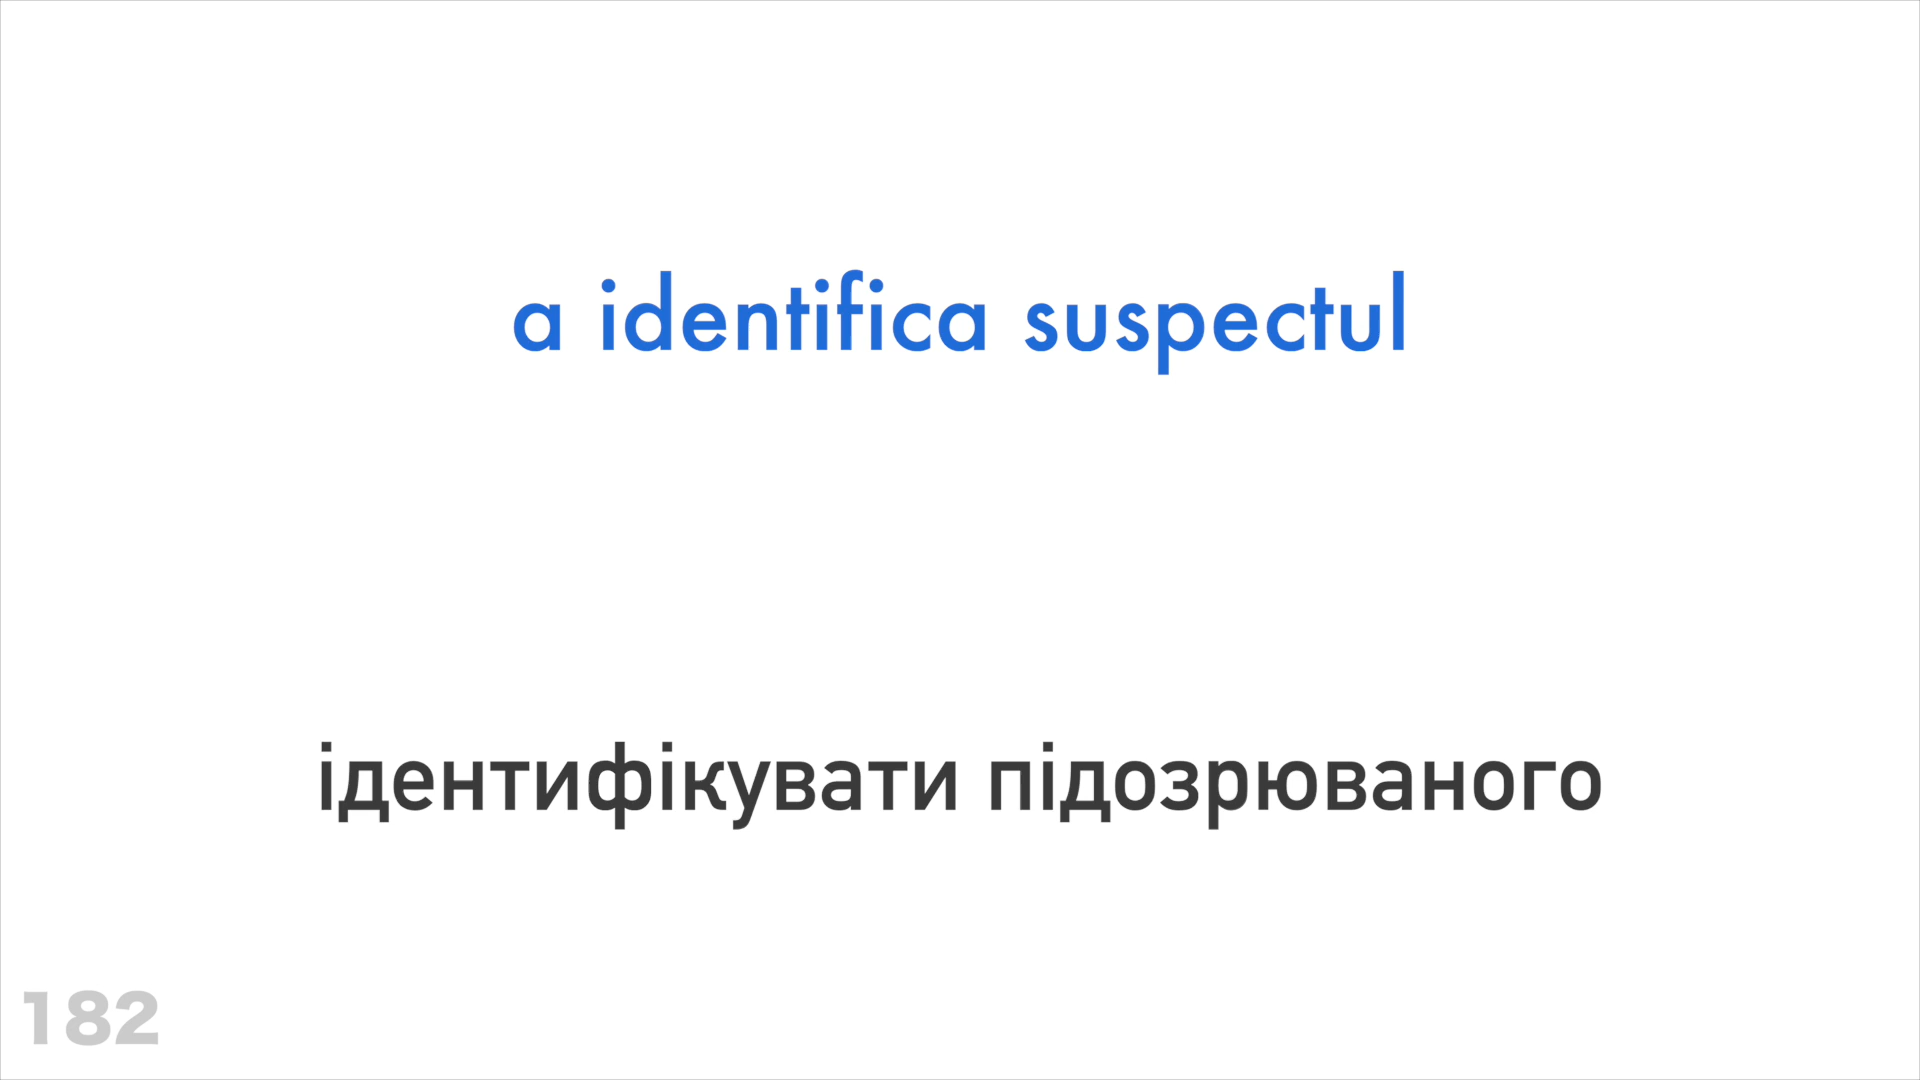 a identifica suspectul
ідентифікувати підозрюваного
182